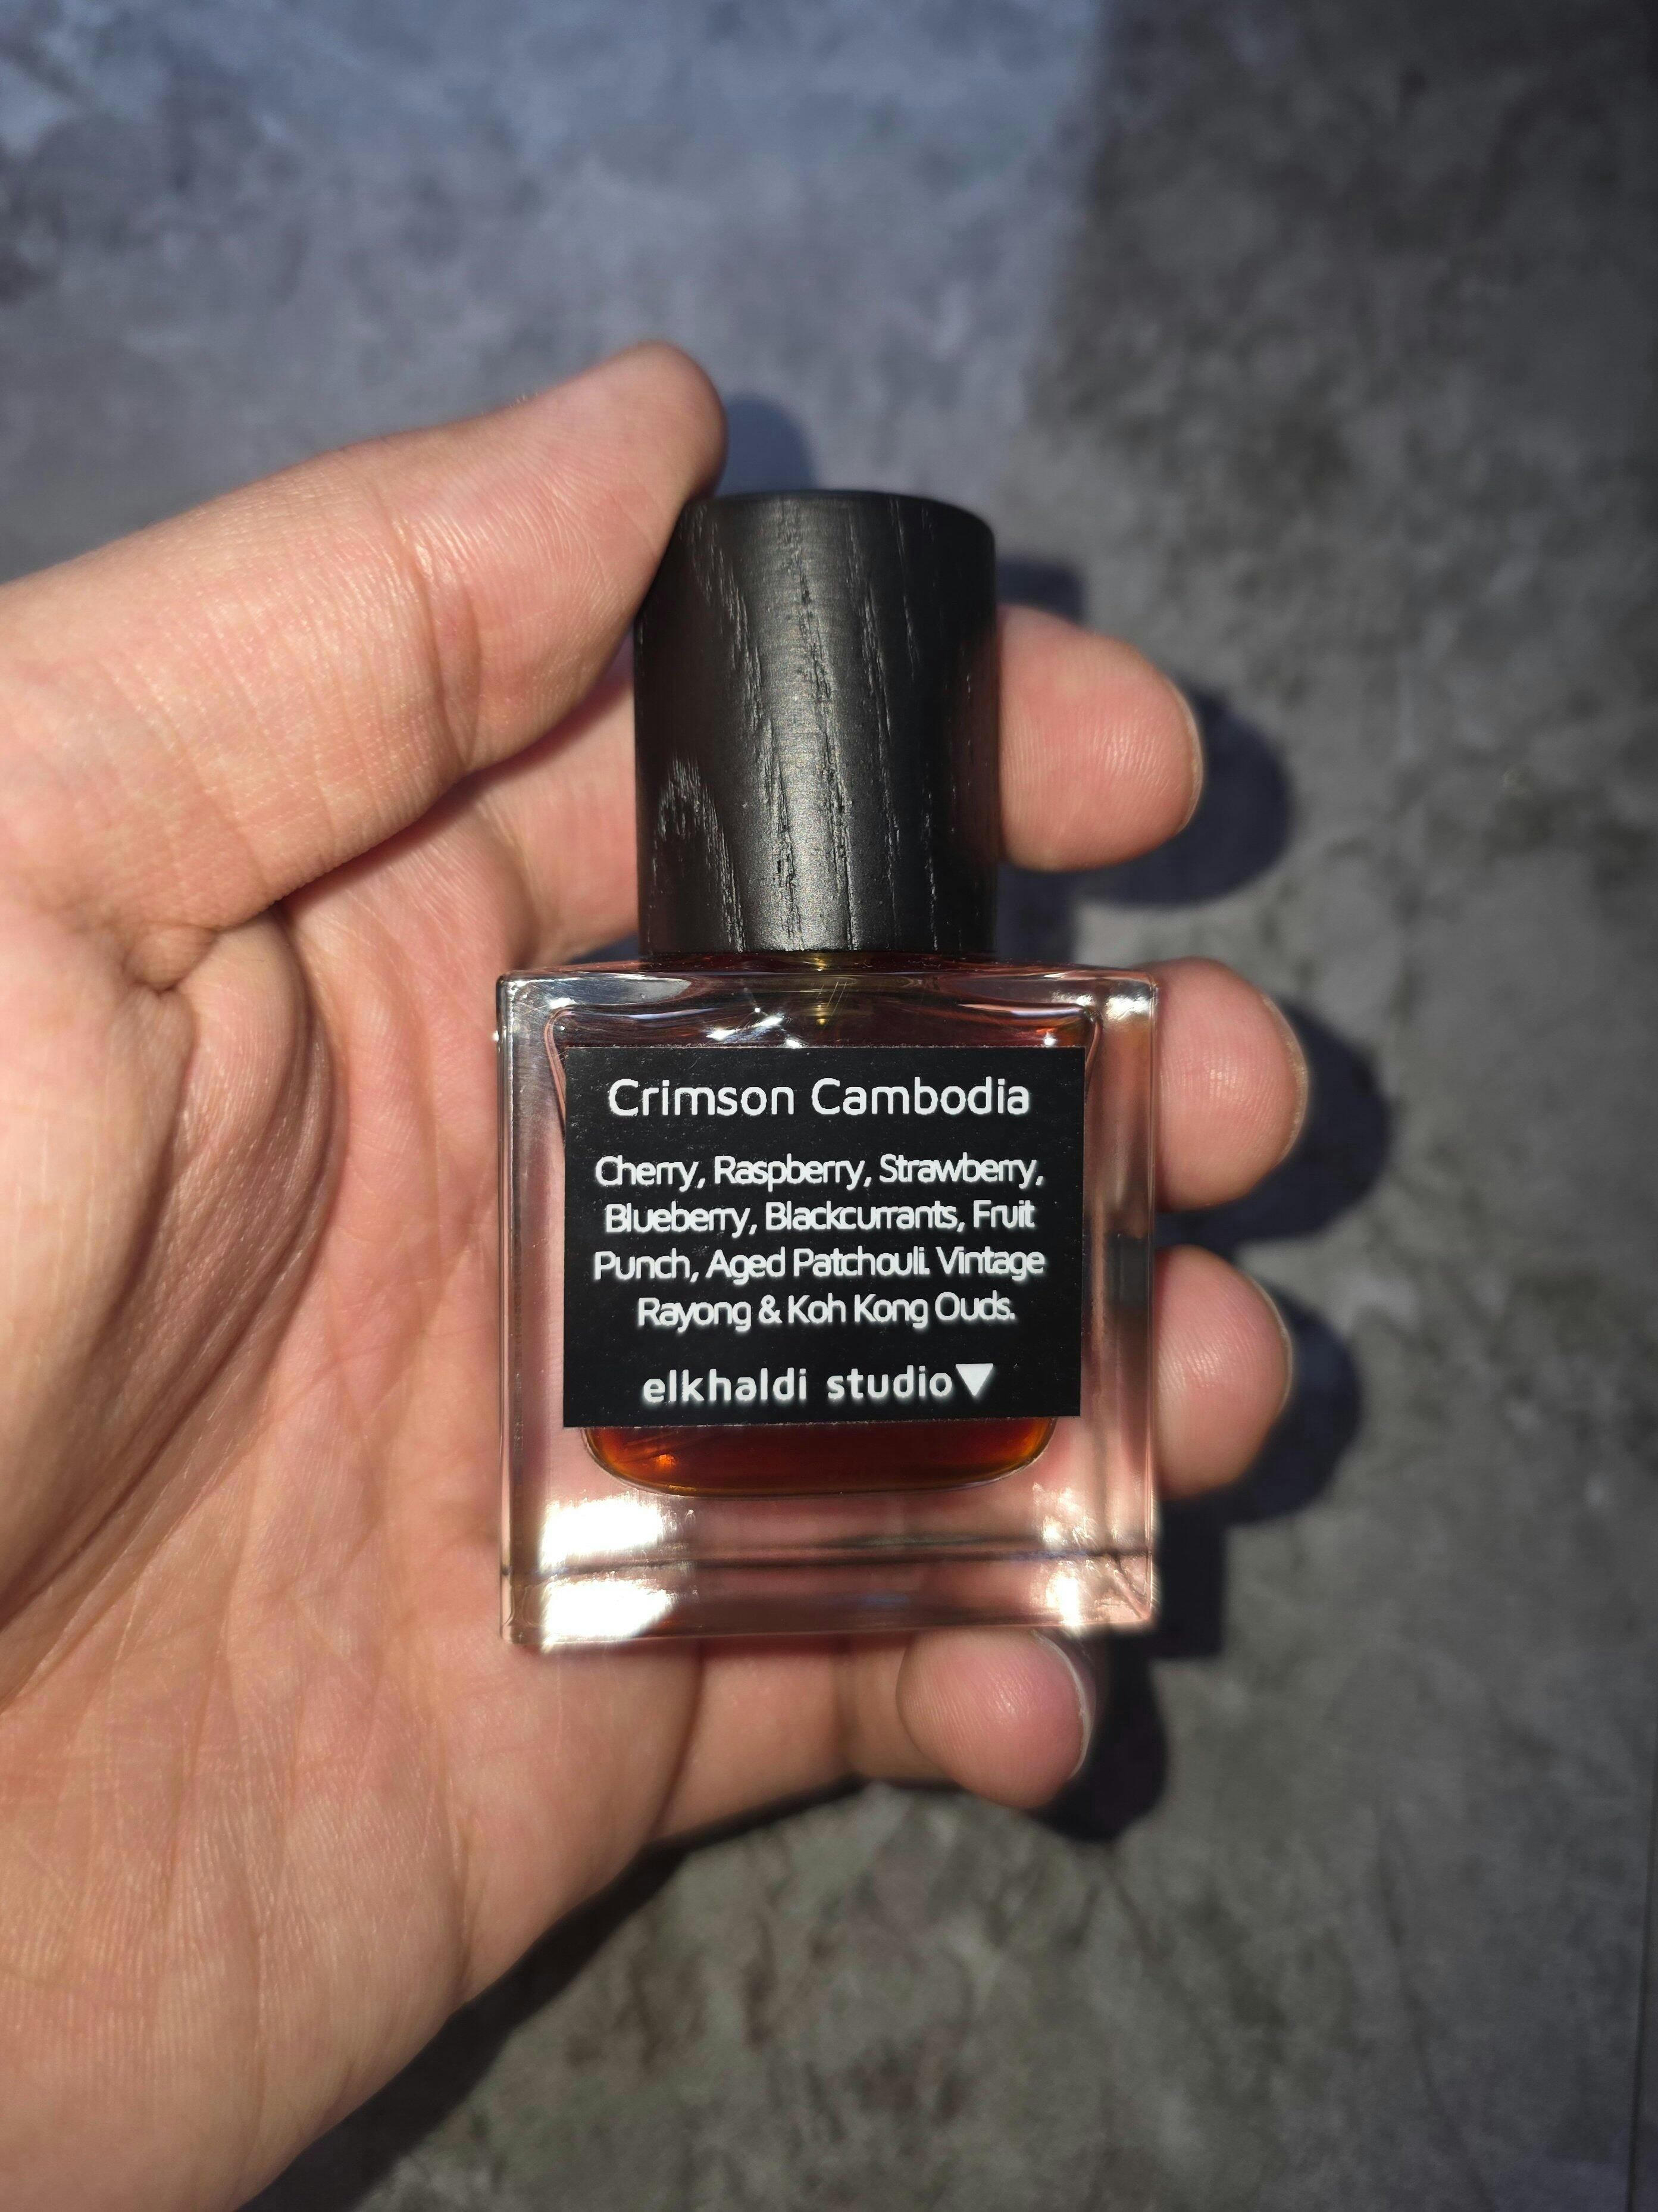 Crimson Cambodia
Cherry, Raspberry, Strawberry,
Blueberry, Blackcurrants, Fruit
Punch, Aged Patchouli. Vintage
Rayong & Koh Kong Ouds.
elkhaldi studio▼